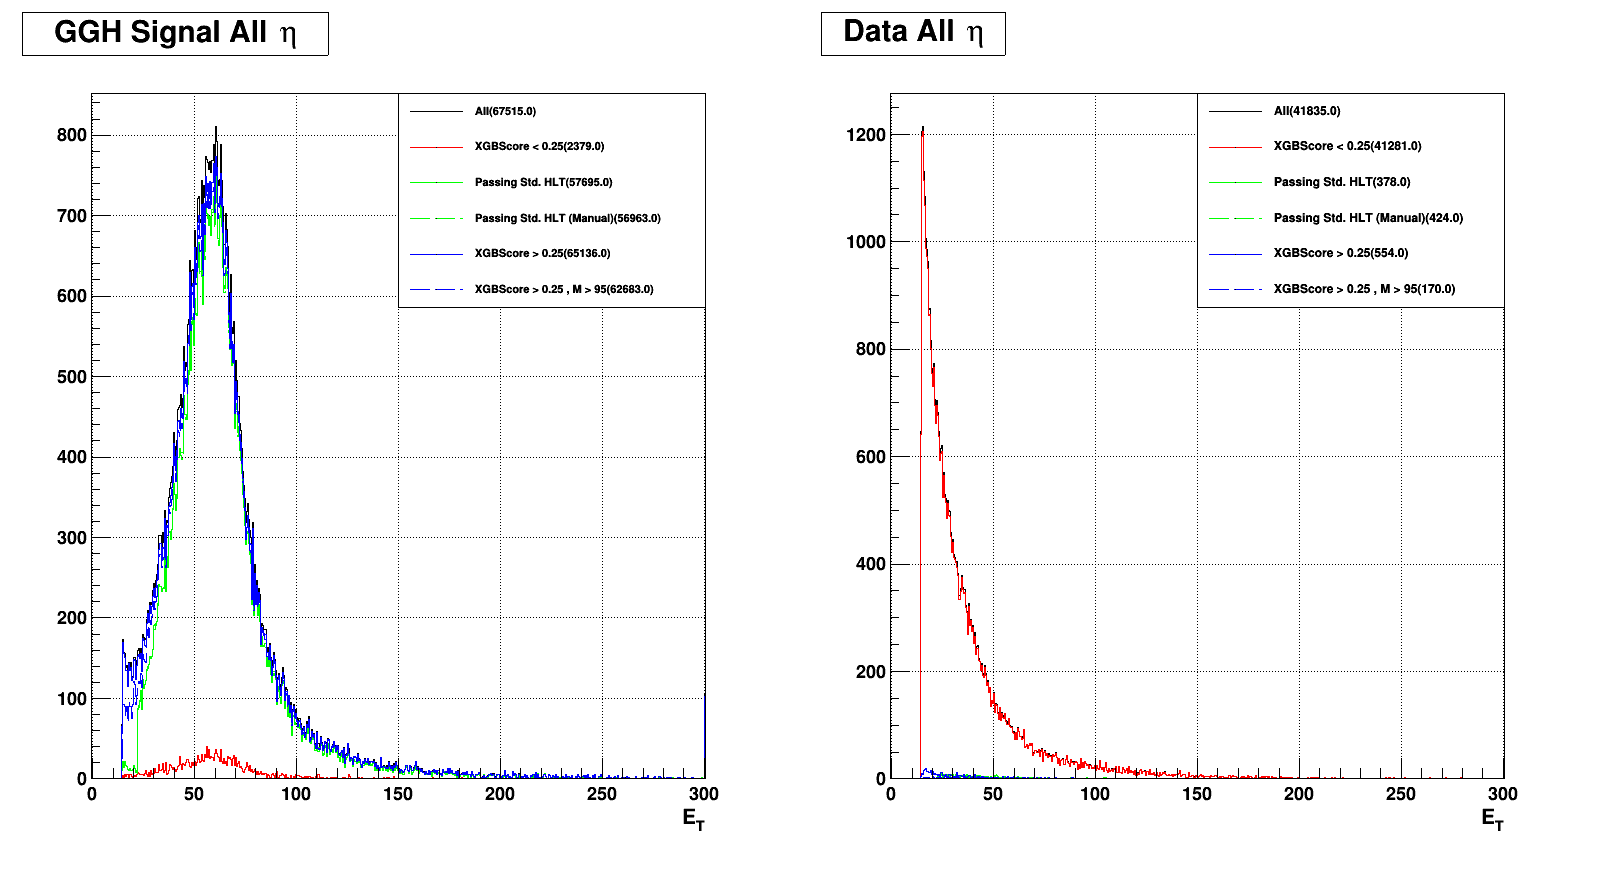 GGH Signal All η
All(67515.0)
XGBScore < 0.25(2379.0)
Passing Std. HLT(57695.0)
Passing Std. HLT (Manual)(56963.0)
XGBScore > 0.25(65136.0)
XGBScore > 0.25 , M > 95(62683.0)
800
700
600
500
400
300
200
100
0
0 50 100 150 200 250 300
E_T
Data All η
All(41835.0)
XGBScore < 0.25(41281.0)
Passing Std. HLT(378.0)
Passing Std. HLT (Manual)(424.0)
XGBScore > 0.25(554.0)
XGBScore > 0.25 , M > 95(170.0)
1200
1000
800
600
400
200
0
0 50 100 150 200 250 300
E_T